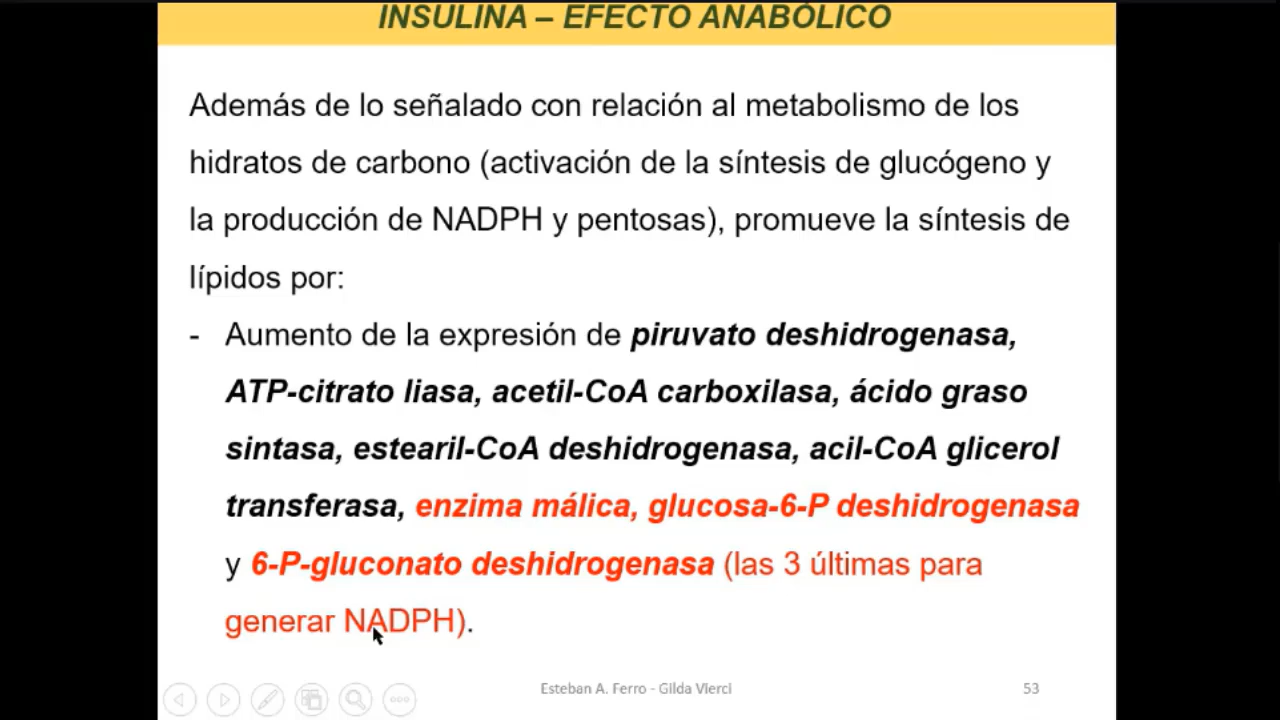 INSULINA – EFECTO ANABÓLICO
Además de lo señalado con relación al metabolismo de los
hidratos de carbono (activación de la síntesis de glucógeno y
la producción de NADPH y pentosas), promueve la síntesis de
lípidos por:
- Aumento de la expresión de piruvato deshidrogenasa,
ATP-citrato liasa, acetil-CoA carboxilasa, ácido graso
sintasa, estearil-CoA deshidrogenasa, acil-CoA glicerol
transferasa, enzima málica, glucosa-6-P deshidrogenasa
y 6-P-gluconato deshidrogenasa (las 3 últimas para
generar NADPH).
Esteban A. Ferro - Gilda Vierci
53